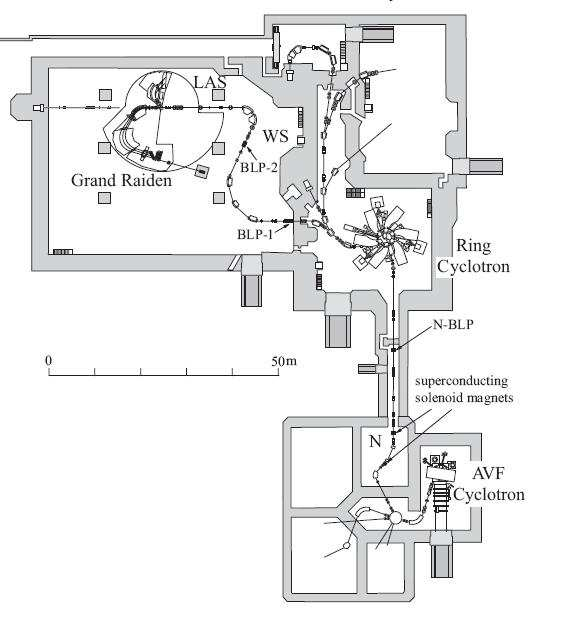 LAS
WS
BLP-2
Grand Raiden
BLP-1
Ring
Cyclotron
N-BLP
0
50m
superconducting
solenoid magnets
N
AVF
Cyclotron